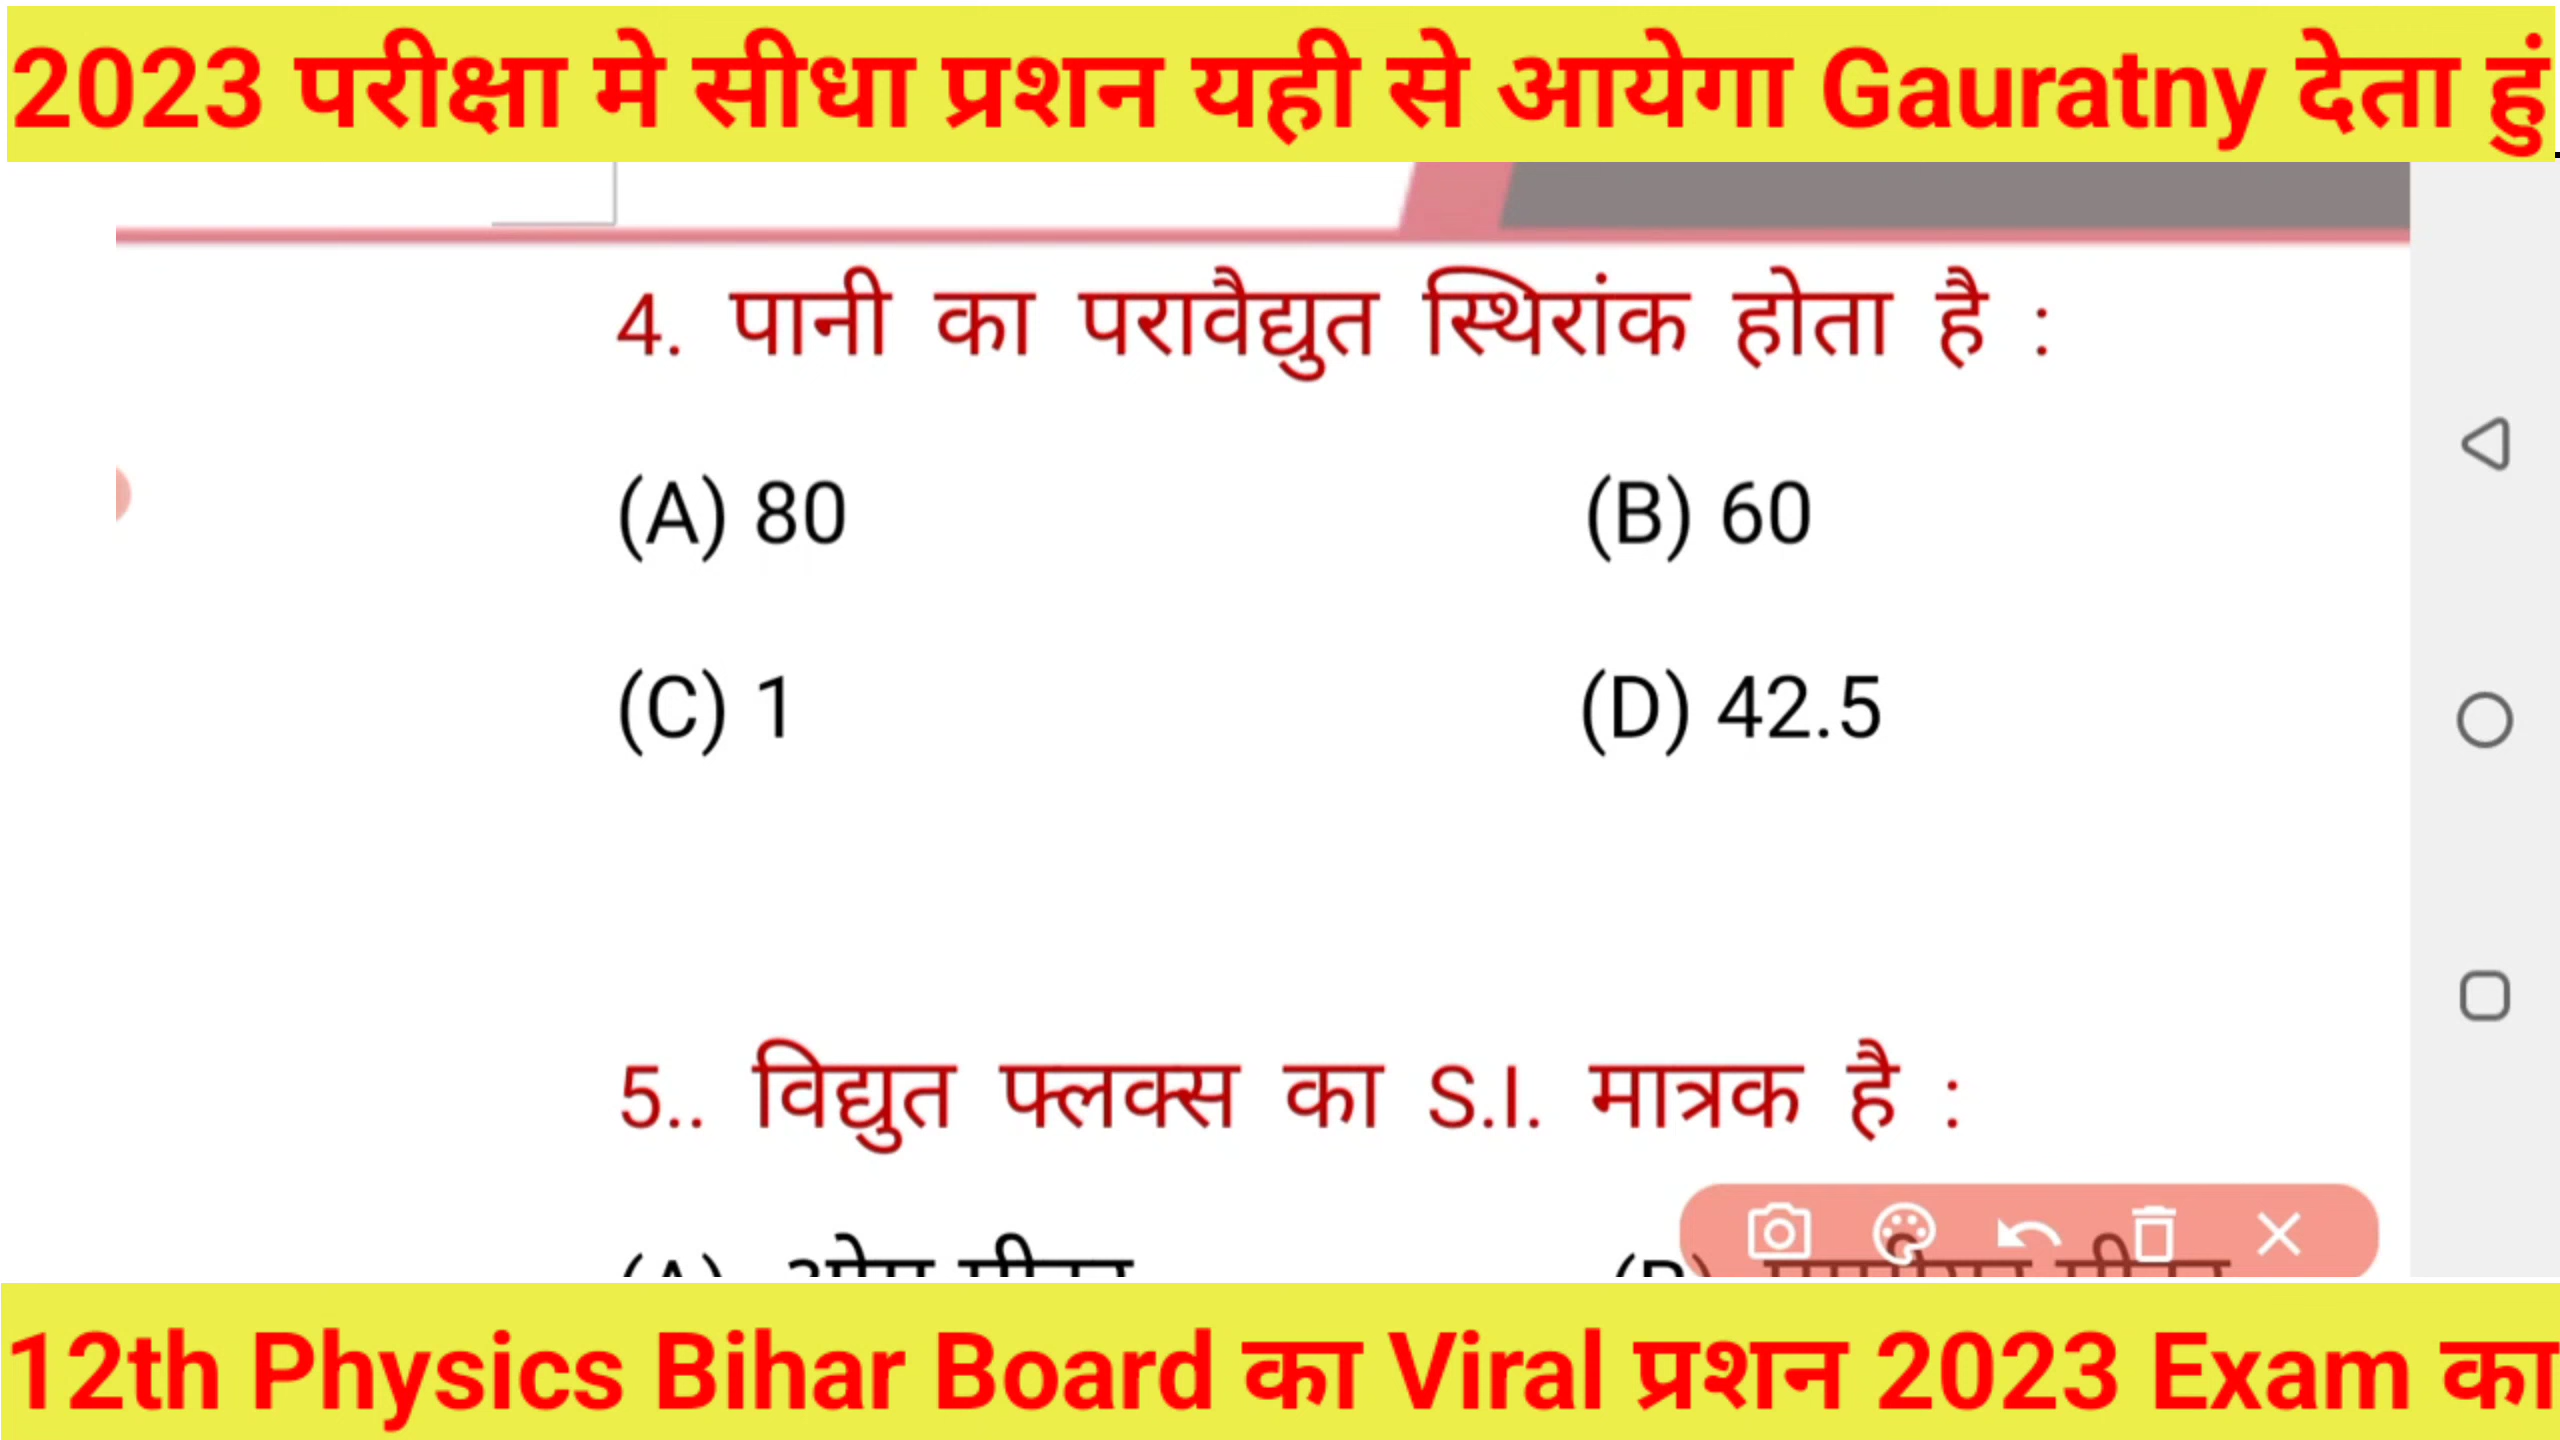 2023 परीक्षा मे सीधा प्रशन यही से आयेगा Gauratny देता हुं
4. पानी का परावैद्युत स्थिरांक होता है :
(A) 80 (B) 60
(C) 1 (D) 42.5
5.. विद्युत फ्लक्स का S.I. मात्रक है :
(A) (B)
12th Physics Bihar Board का Viral प्रशन 2023 Exam का